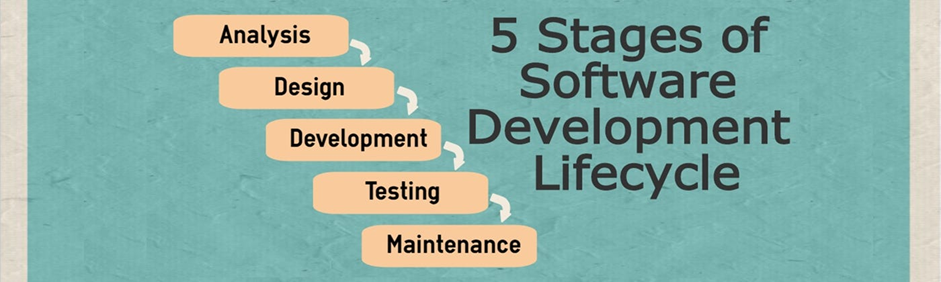 Analysis
Design
Development
Testing
Maintenance
5 Stages of
Software
Development
Lifecycle